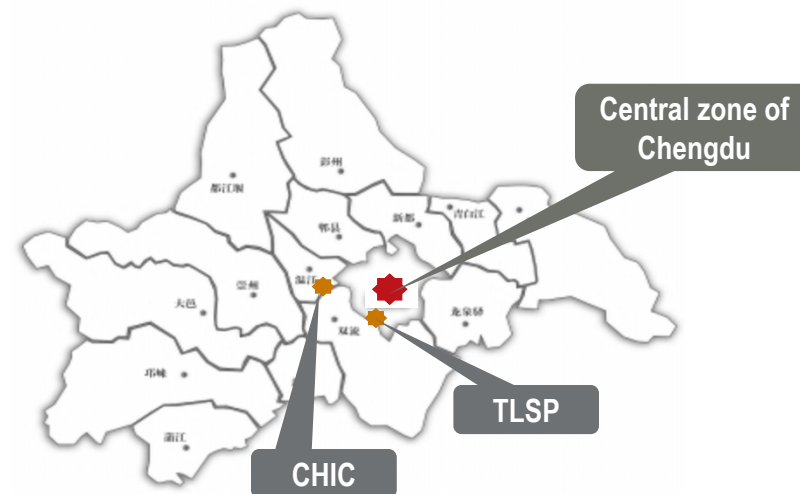 Central zone of
Chengdu
彭州
都江堰
郫县
新都
青白江
温江
崇州
大邑
双流
龙泉驿
邛崃
蒲江
TLSP
CHIC